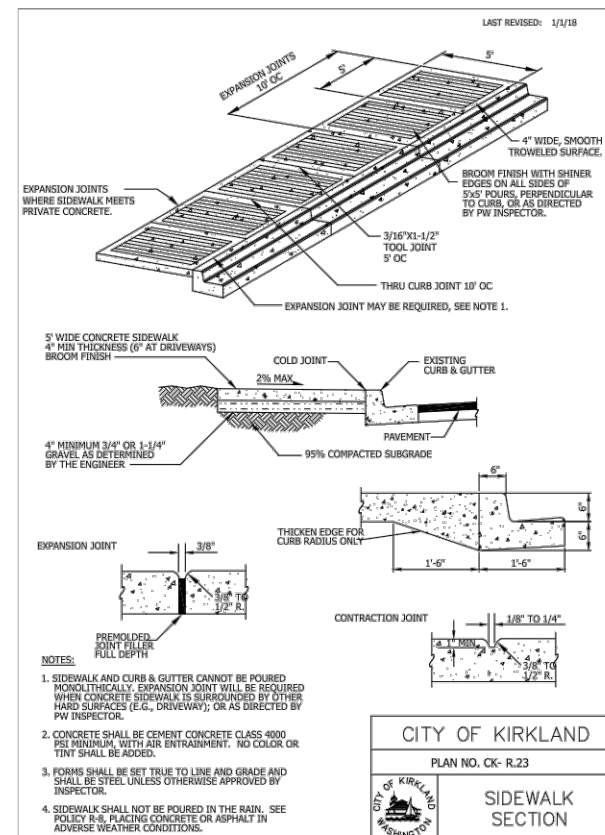 LAST REVISED: 1/1/18
EXPANSION JOINTS
10' OC
5'
5'
4" WIDE, SMOOTH
TROWELED SURFACE.
BROOM FINISH WITH SHINER
EDGES ON ALL SIDES OF
5'x5' POURS, PERPENDICULAR
TO CURB, OR AS DIRECTED
BY PW INSPECTOR.
EXPANSION JOINTS
WHERE SIDEWALK MEETS
PRIVATE CONCRETE.
3/16"X1-1/2"
TOOL JOINT
5' OC
THRU CURB JOINT 10' OC
EXPANSION JOINT MAY BE REQUIRED, SEE NOTE 1.
5' WIDE CONCRETE SIDEWALK
4" MIN THICKNESS (6" AT DRIVEWAYS)
BROOM FINISH
COLD JOINT
EXISTING
CURB & GUTTER
2% MAX
PAVEMENT
4" MINIMUM 3/4" OR 1-1/4"
GRAVEL AS DETERMINED
BY THE ENGINEER
95% COMPACTED SUBGRADE
6"
6"
6"
THICKEN EDGE FOR
CURB RADIUS ONLY
1'-6"
1'-6"
EXPANSION JOINT
3/8"
3/8" TO
1/2" R.
PREMOLDED
JOINT FILLER
FULL DEPTH
CONTRACTION JOINT
1/8" TO 1/4"
1" MIN
3/8" TO
1/2" R.
NOTES:
1. SIDEWALK AND CURB & GUTTER CANNOT BE POURED
MONOLITHICALLY. EXPANSION JOINT WILL BE REQUIRED
WHEN CONCRETE SIDEWALK IS SURROUNDED BY OTHER
HARD SURFACES (E.G., DRIVEWAY); OR AS DIRECTED BY
PW INSPECTOR.
2. CONCRETE SHALL BE CEMENT CONCRETE CLASS 4000
PSI MINIMUM, WITH AIR ENTRAINMENT. NO COLOR OR
TINT SHALL BE ADDED.
3. FORMS SHALL BE SET TRUE TO LINE AND GRADE AND
SHALL BE STEEL UNLESS OTHERWISE APPROVED BY
INSPECTOR.
4. SIDEWALK SHALL NOT BE POURED IN THE RAIN. SEE
POLICY R-8, PLACING CONCRETE OR ASPHALT IN
ADVERSE WEATHER CONDITIONS.
CITY OF KIRKLAND
PLAN NO. CK- R.23
CITY OF KIRKLAND
WASHINGTON
SIDEWALK
SECTION